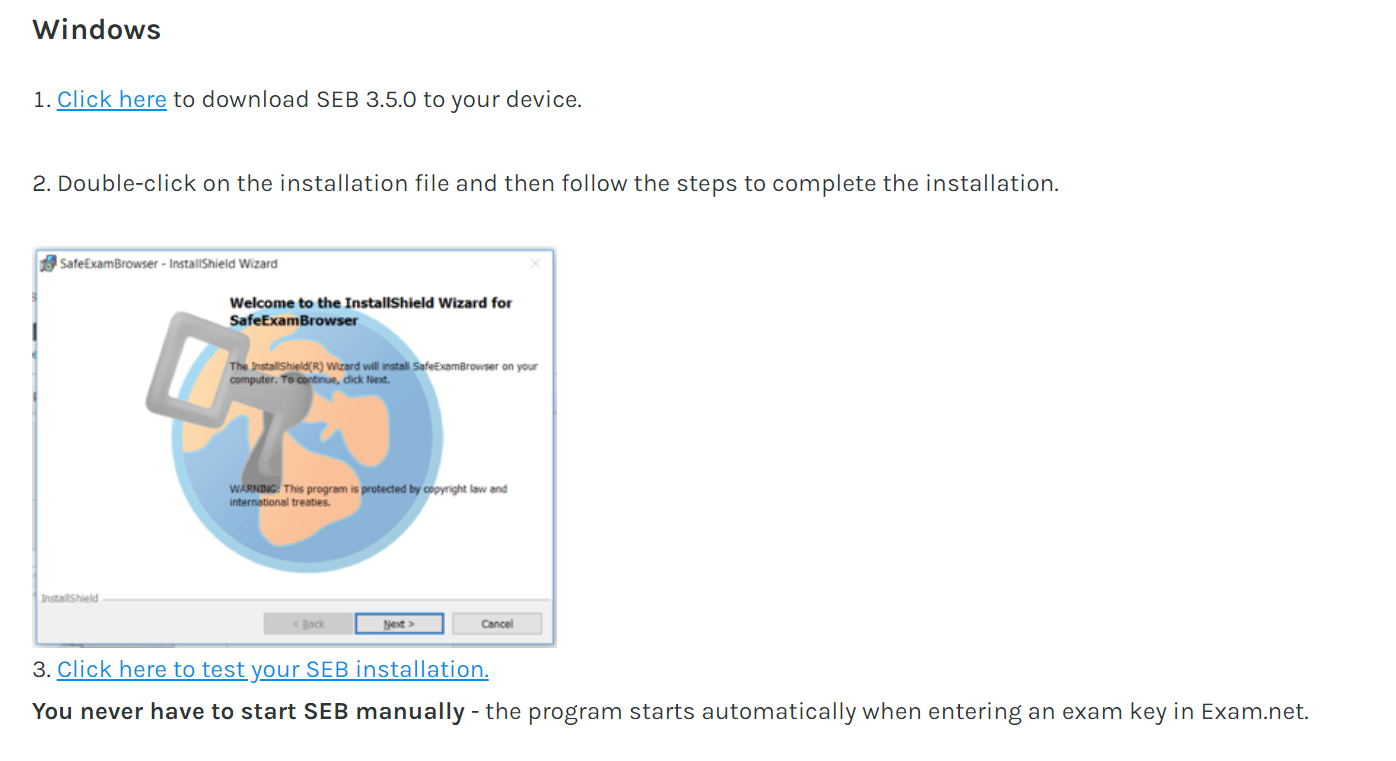 Windows
1. Click here to download SEB 3.5.0 to your device.
2. Double-click on the installation file and then follow the steps to complete the installation.
SafeExamBrowser - InstallShield Wizard
Welcome to the InstallShield Wizard for
SafeExamBrowser
The InstallShield(R) Wizard will install SafeExamBrowser on your
computer. To continue, click Next.
WARNING: This program is protected by copyright law and
international treaties.
InstallShield
< Back Next > Cancel
3. Click here to test your SEB installation.
You never have to start SEB manually - the program starts automatically when entering an exam key in Exam.net.